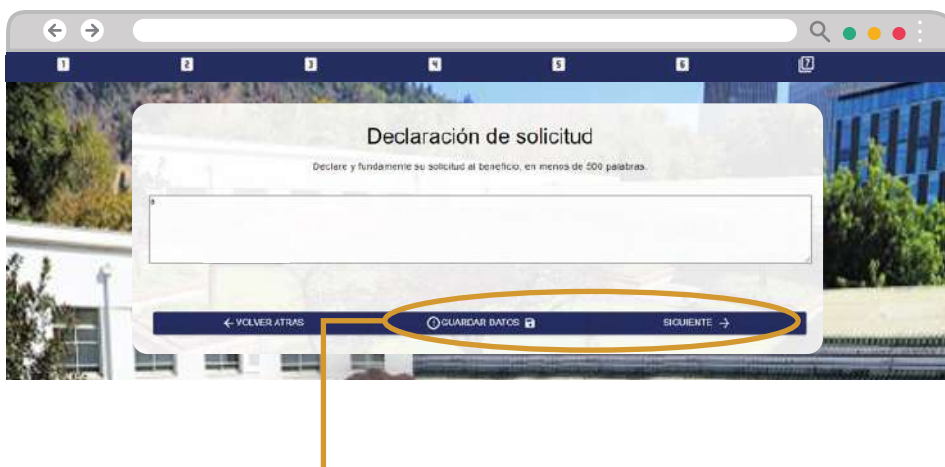 1 2 3 4 5 6 7
Declaración de solicitud
Declare y fundamente su solicitud al beneficio, en menos de 500 palabras.
a
VOLVER ATRAS GUARDAR DATOS SIGUIENTE